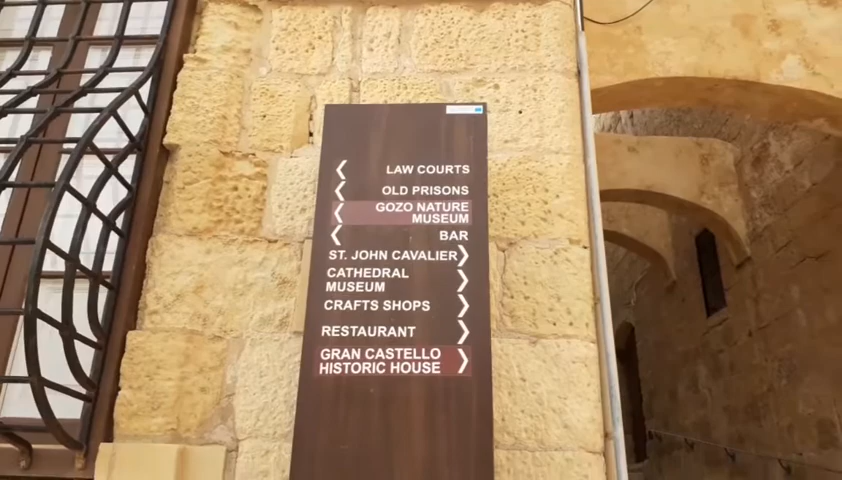 LAW COURTS
OLD PRISONS
GOZO NATURE
MUSEUM
BAR
ST. JOHN CAVALIER
CATHEDRAL
MUSEUM
CRAFTS SHOPS
RESTAURANT
GRAN CASTELLO
HISTORIC HOUSE